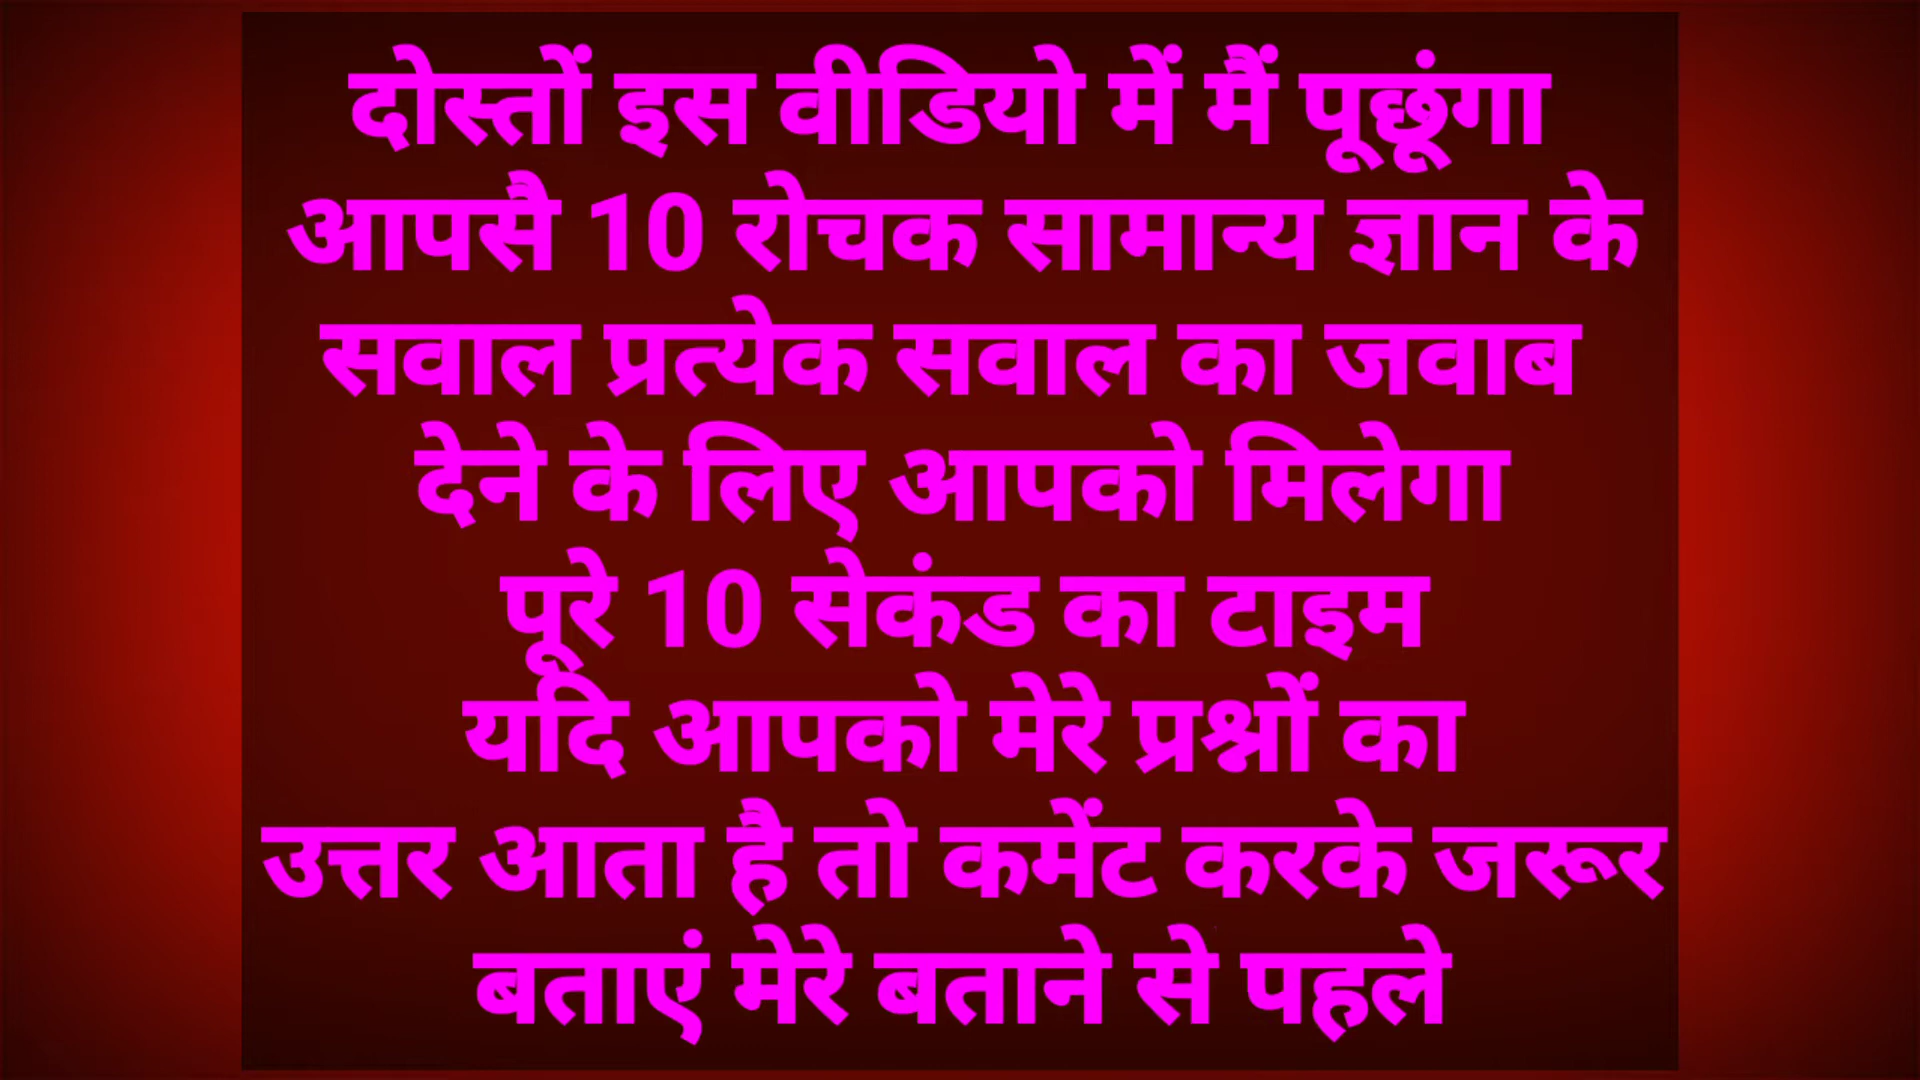 दोस्तों इस वीडियो में मैं पूछूंगा
आपसै 10 रोचक सामान्य ज्ञान के
सवाल प्रत्येक सवाल का जवाब
देने के लिए आपको मिलेगा
पूरे 10 सेकंड का टाइम
यदि आपको मेरे प्रश्नों का
उत्तर आता है तो कमेंट करके जरूर
बताएं मेरे बताने से पहले